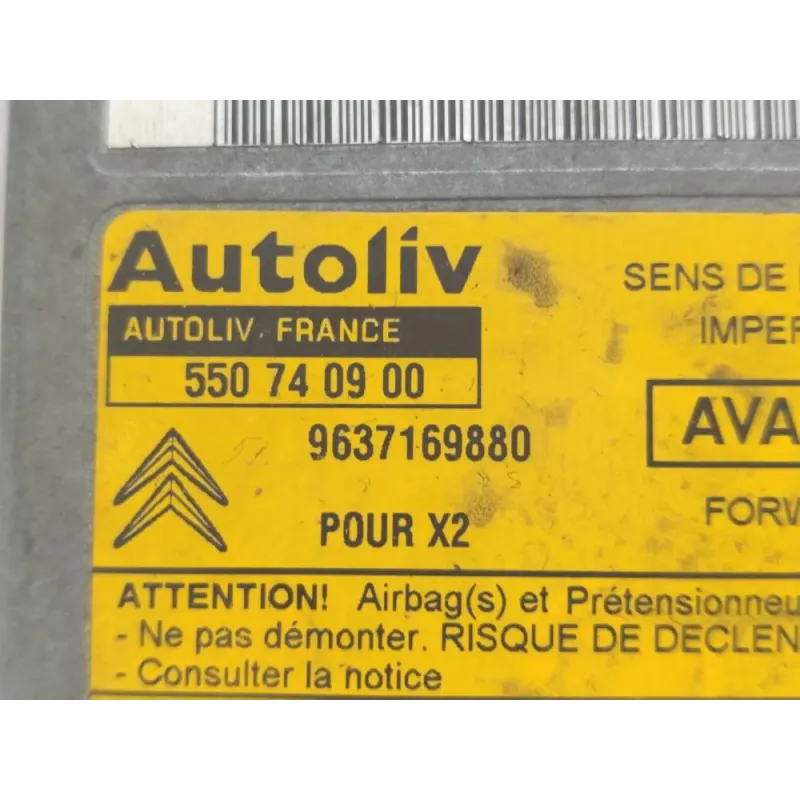 Autoliv
AUTOLIV. FRANCE
550 74 09 00
9637169880
POUR X2
SENS DE
AVA
FORW
ATTENTION! Airbag(s) et Prétensionneu
- Ne pas démonter. RISQUE DE DECLEN
- Consulter la notice
IMPER